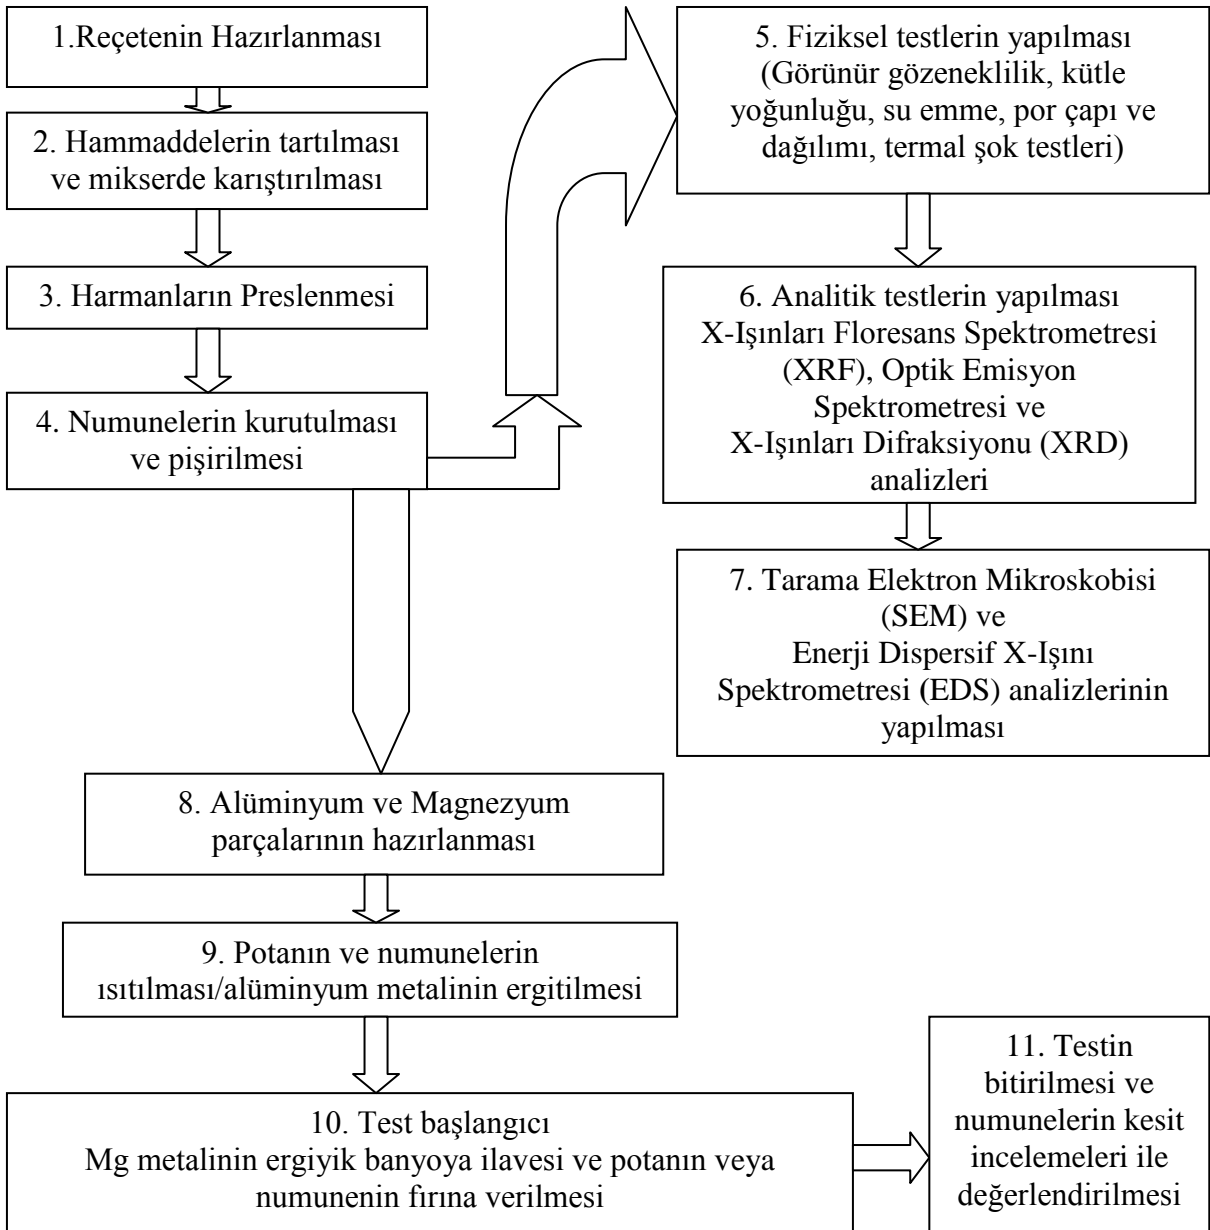 1.Reçetenin Hazırlanması
2. Hammaddelerin tartılması
ve mikserde karıştırılması
3. Harmanların Preslenmesi
4. Numunelerin kurutulması
ve pişirilmesi
5. Fiziksel testlerin yapılması
(Görünür gözeneklilik, kütle
yoğunluğu, su emme, por çapı ve
dağılımı, termal şok testleri)
6. Analitik testlerin yapılması
X-Işınları Floresans Spektrometresi
(XRF), Optik Emisyon
Spektrometresi ve
X-Işınları Difraksiyonu (XRD)
analizleri
7. Tarama Elektron Mikroskobisi
(SEM) ve
Enerji Dispersif X-Işını
Spektrometresi (EDS) analizlerinin
yapılması
8. Alüminyum ve Magnezyum
parçalarının hazırlanması
9. Potanın ve numunelerin
ısıtılması/alüminyum metalinin ergitilmesi
10. Test başlangıcı
Mg metalinin ergiyik banyoya ilavesi ve potanın veya
numunenin fırına verilmesi
11. Testin
bitirilmesi ve
numunelerin kesit
incelemeleri ile
değerlendirilmesi